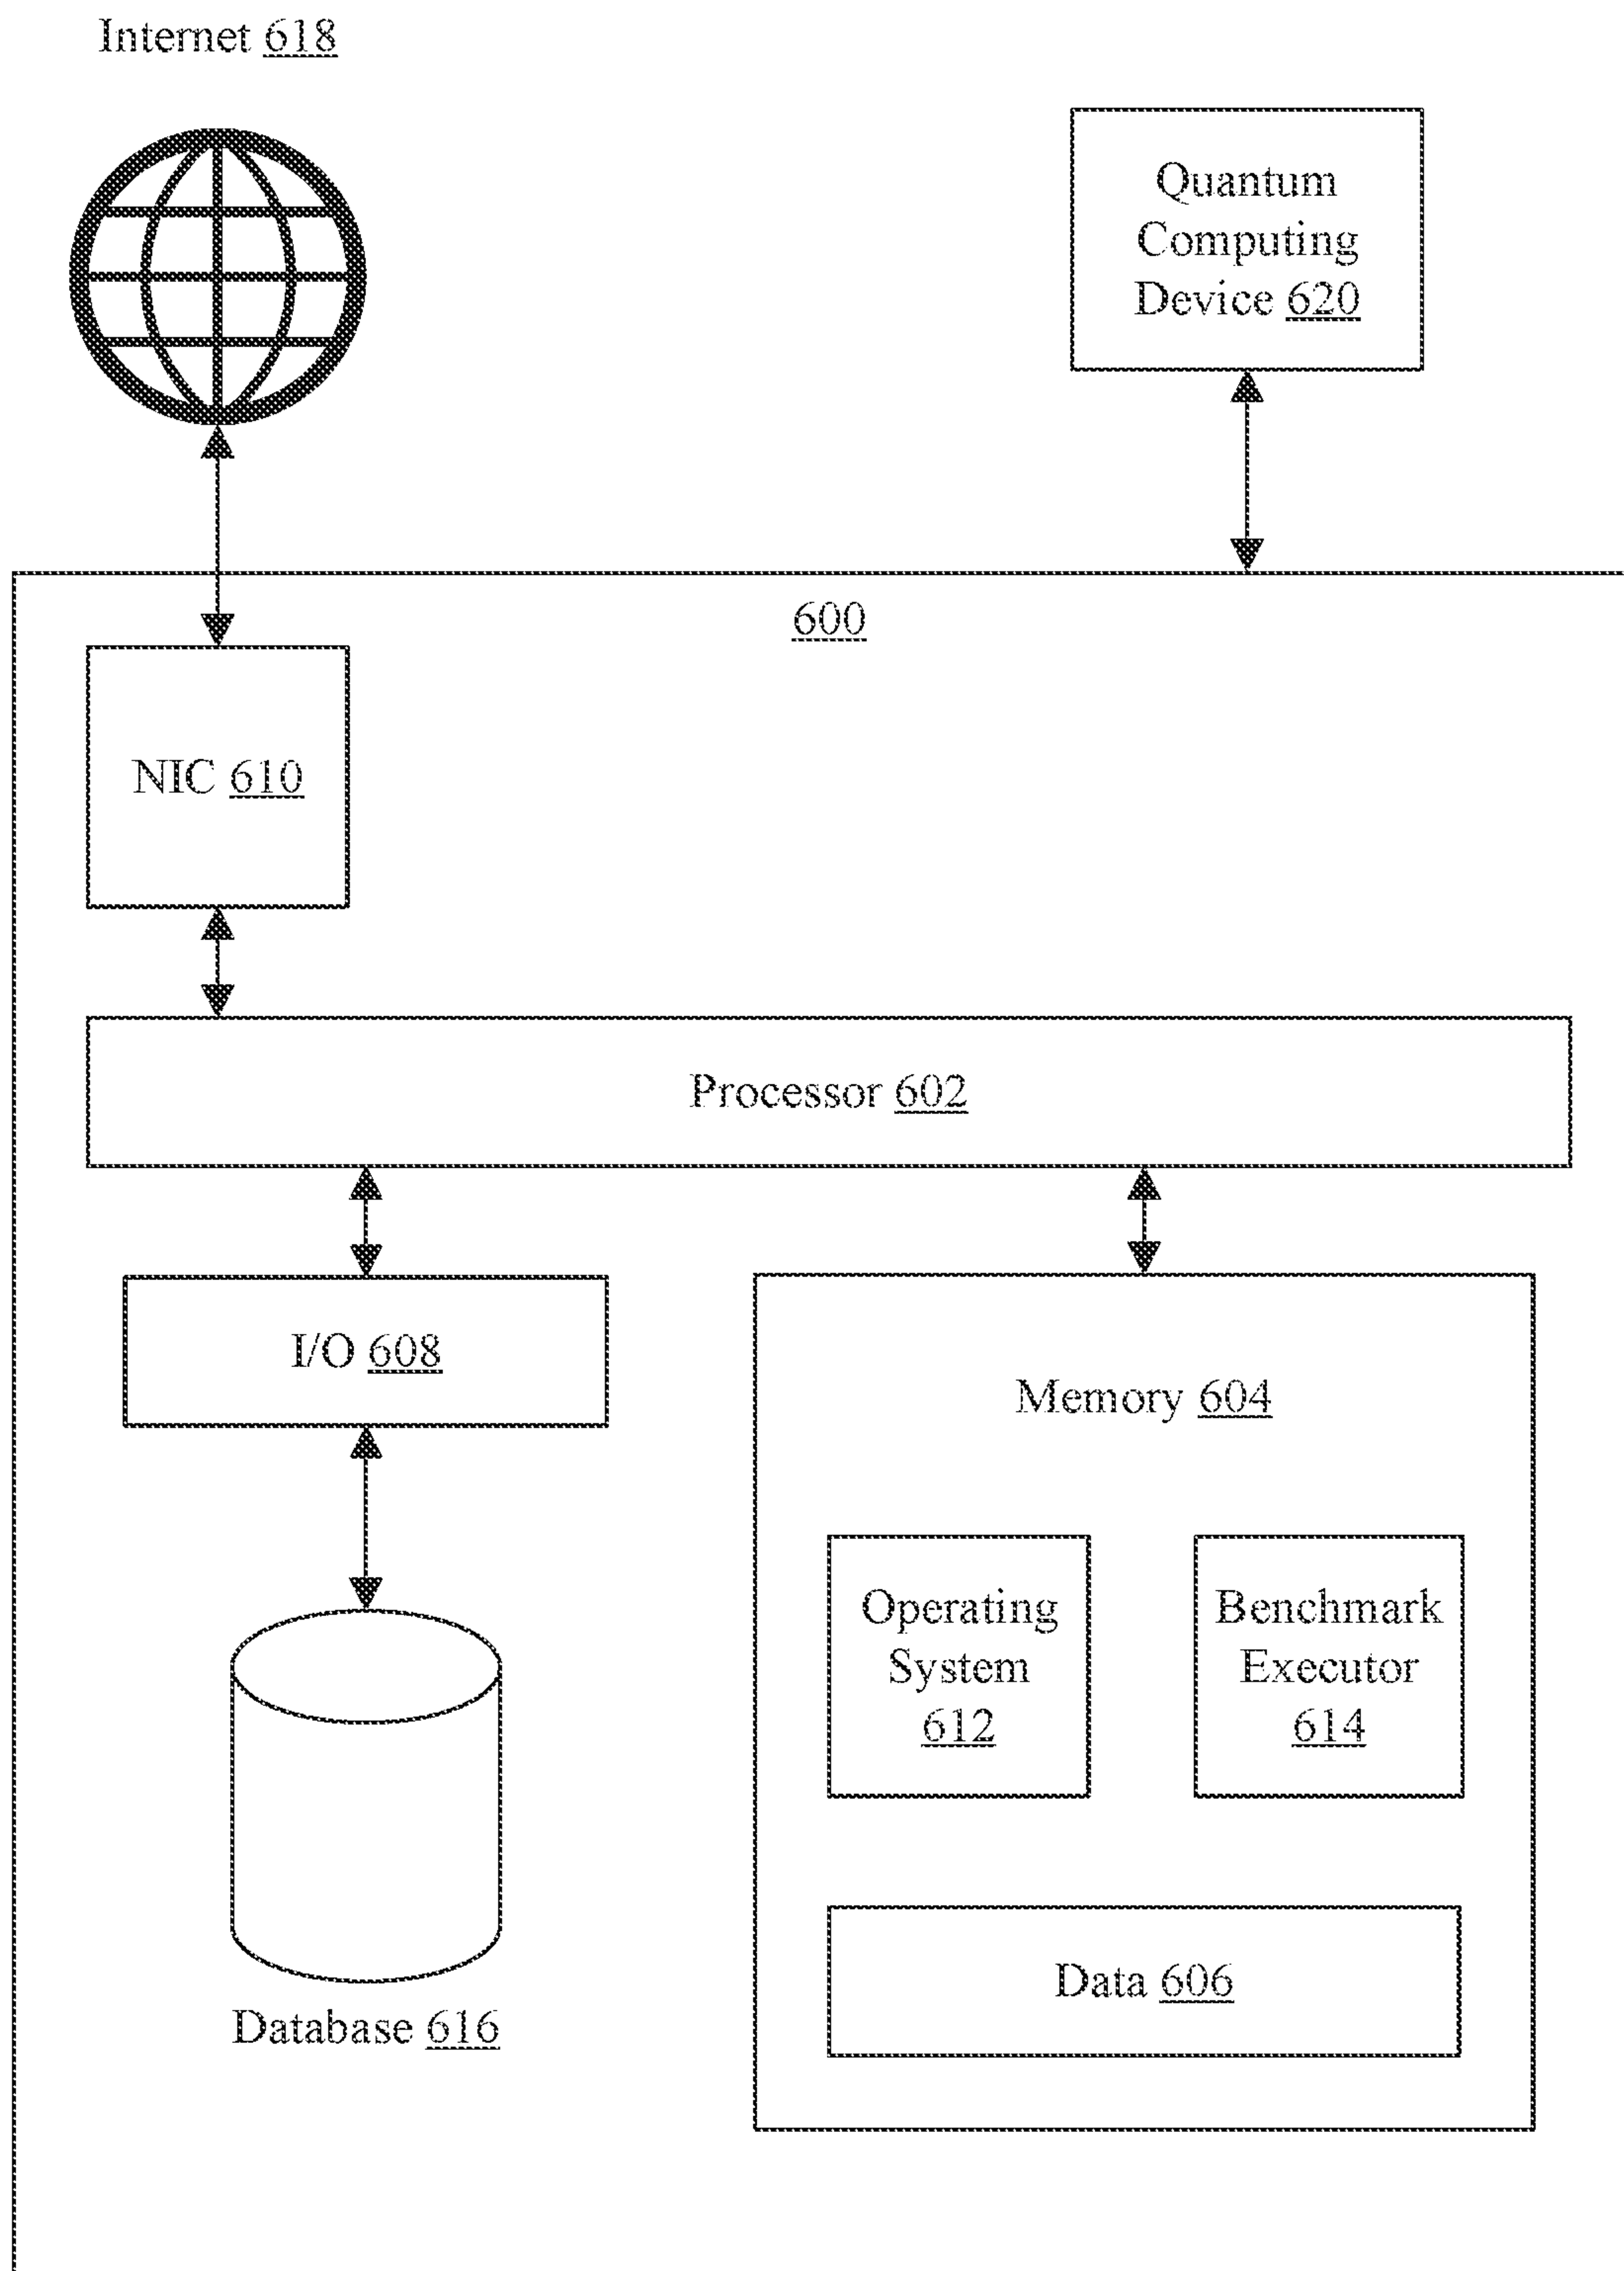 Internet 618
Quantum
Computing
Device 620
600
NIC 610
Processor 602
I/O 608
Memory 604
Operating
System
612
Benchmark
Executor
614
Data 606
Database 616